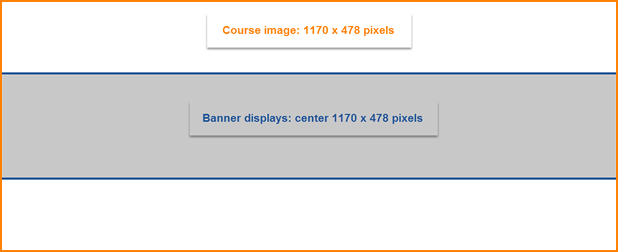 Course image: 1170 x 478 pixels
Banner displays: center 1170 x 478 pixels